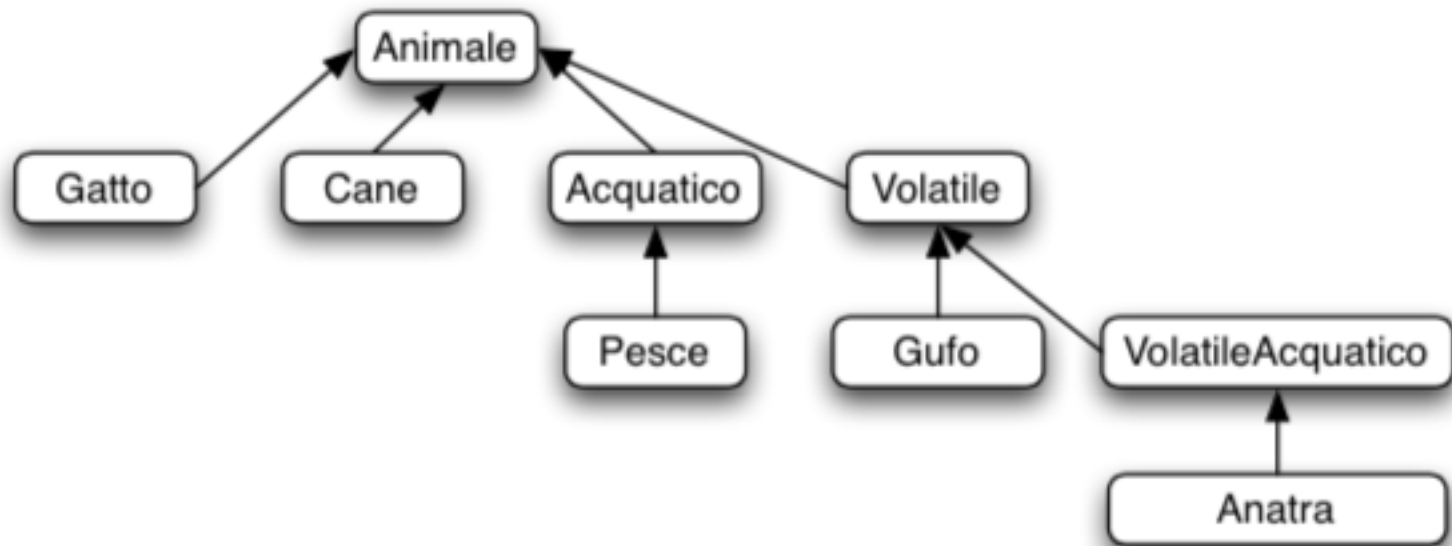 Animale
Gatto
Cane
Acquatico
Volatile
Pesce
Gufo
VolatileAcquatico
Anatra